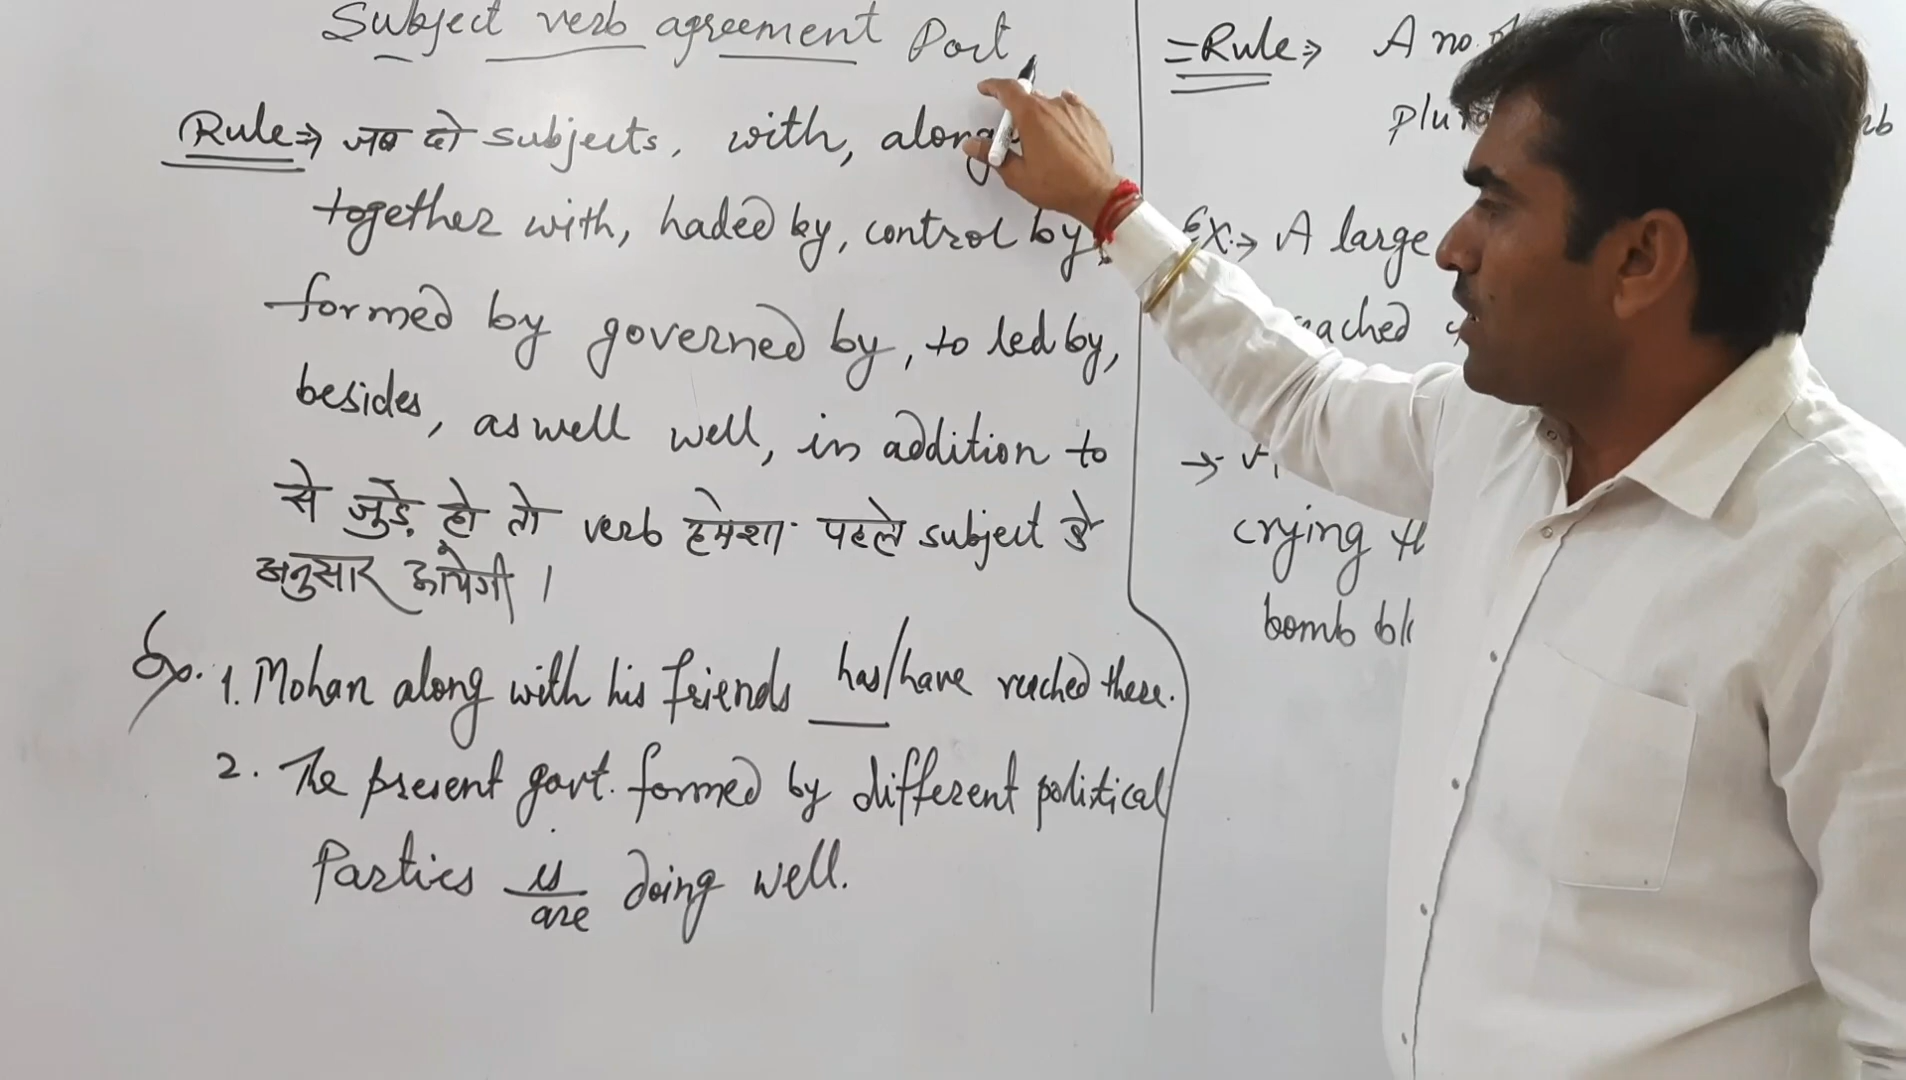 Subject verb agreement Part
Rule⇒ जब दो subjects, with, along
together with, haded by, control by,
formed by governed by, to led by,
besides, as well well, in addition to
से जुड़े हो तो verb हमेशा पहले subject के
अनुसार आयेगी।
Ex. 1. Mohan along with his friends has/have reached there.
2. The present govt. formed by different political
Parties is/are doing well.
=Rule⇒ A no.
Ex.→ A large
crying
bomb